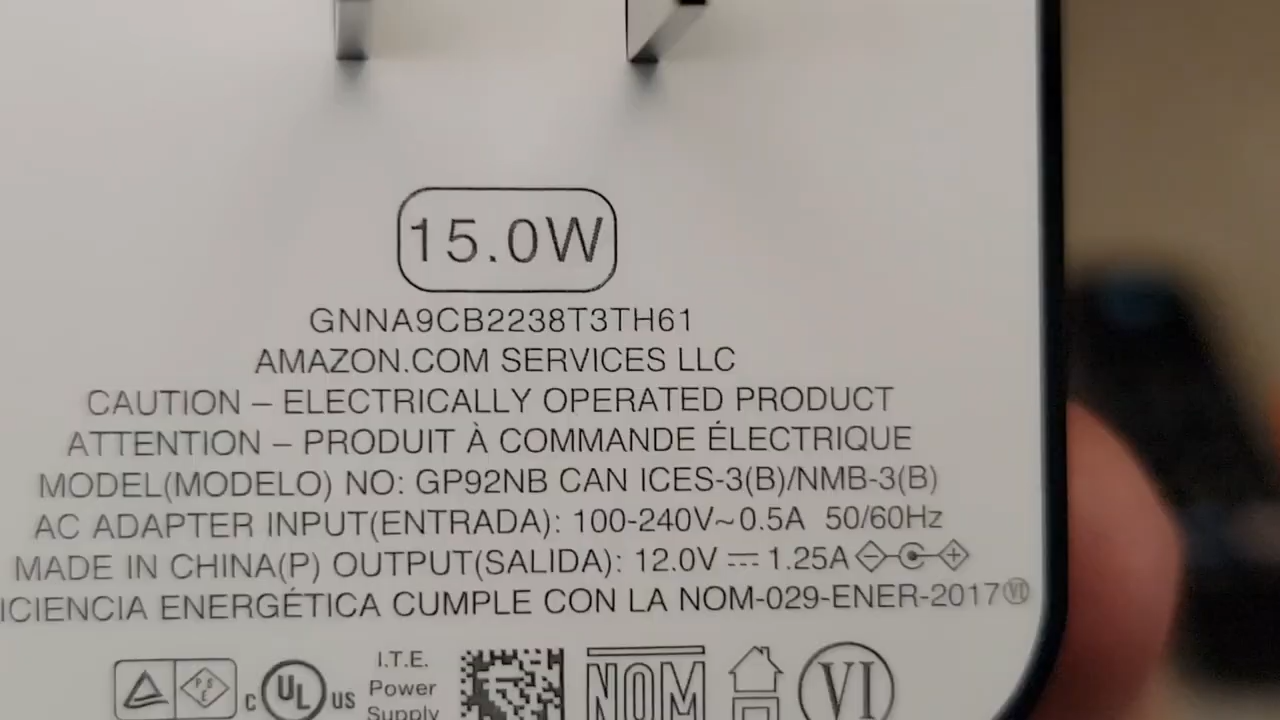 15.0W
GNNA9CB2238T3TH61
AMAZON.COM SERVICES LLC
CAUTION – ELECTRICALLY OPERATED PRODUCT
ATTENTION – PRODUIT À COMMANDE ÉLECTRIQUE
MODEL(MODELO) NO: GP92NB CAN ICES-3(B)/NMB-3(B)
AC ADAPTER INPUT(ENTRADA): 100-240V~0.5A 50/60Hz
MADE IN CHINA(P) OUTPUT(SALIDA): 12.0V ⎓ 1.25A
ICIENCIA ENERGÉTICA CUMPLE CON LA NOM-029-ENER-2017 VI
PSE
c UL US
I.T.E.
Power
Supply
NOM
VI